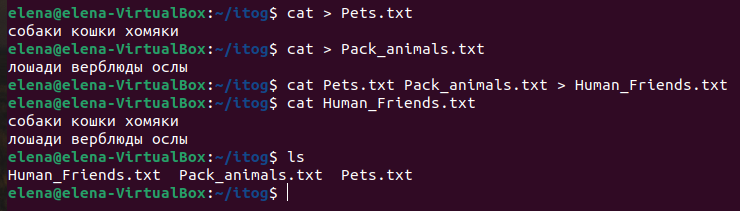 elena@elena-VirtualBox:~/itog$ cat > Pets.txt
собаки кошки хомяки
elena@elena-VirtualBox:~/itog$ cat > Pack_animals.txt
лошади верблюды ослы
elena@elena-VirtualBox:~/itog$ cat Pets.txt Pack_animals.txt > Human_Friends.txt
elena@elena-VirtualBox:~/itog$ cat Human_Friends.txt
собаки кошки хомяки
лошади верблюды ослы
elena@elena-VirtualBox:~/itog$ ls
Human_Friends.txt  Pack_animals.txt  Pets.txt
elena@elena-VirtualBox:~/itog$